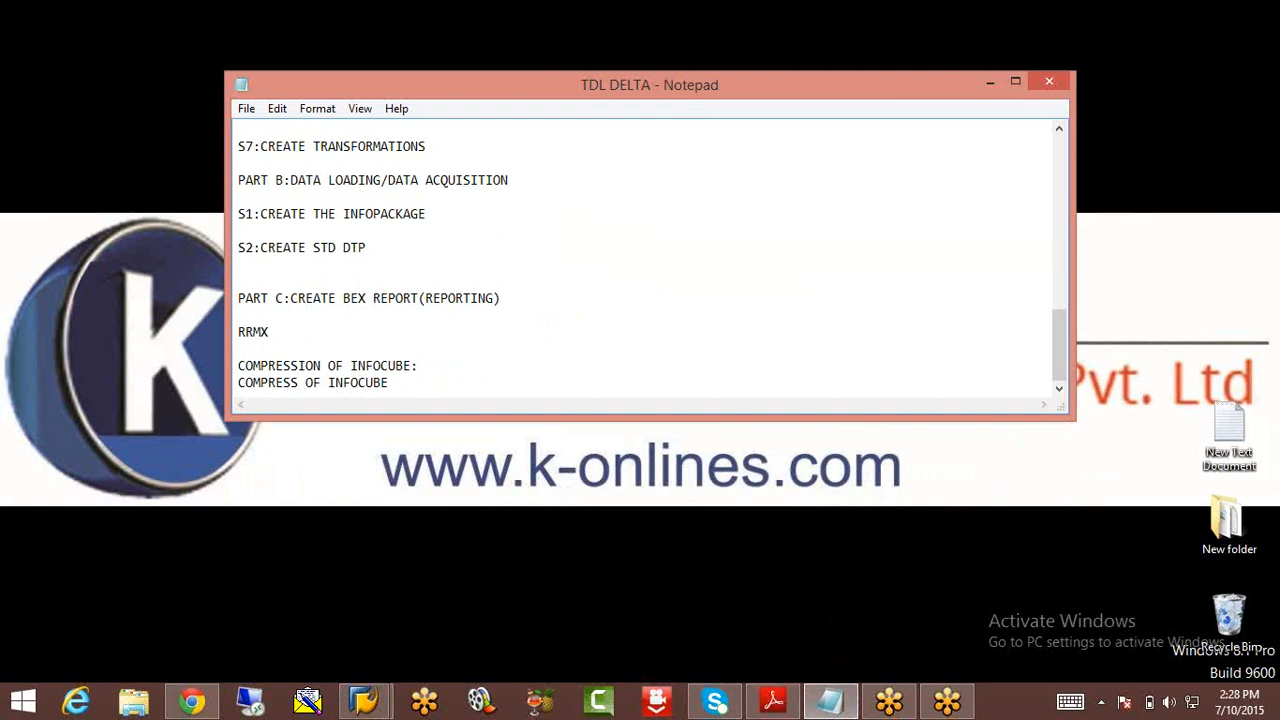 TDL DELTA - Notepad
File Edit Format View Help
S7:CREATE TRANSFORMATIONS
PART B:DATA LOADING/DATA ACQUISITION
S1:CREATE THE INFOPACKAGE
S2:CREATE STD DTP
PART C:CREATE BEX REPORT(REPORTING)
RRMX
COMPRESSION OF INFOCUBE:
COMPRESS OF INFOCUBE
K
Pvt. Ltd
www.k-onlines.com
New Text
Document
New folder
Recycle Bin
Activate Windows
Go to PC settings to activate Windows.
Windows 8.1 Pro
Build 9600
2:28 PM
7/10/2015